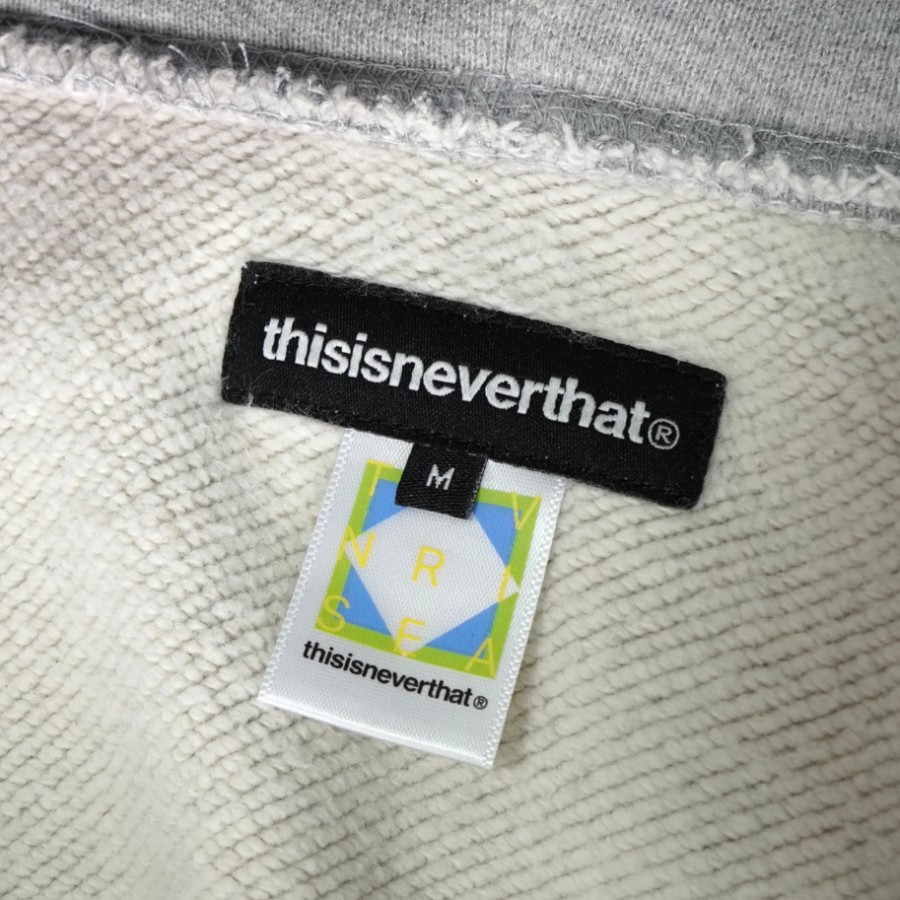 thisisneverthat®
M
T V
N R I
S E A
thisisneverthat®